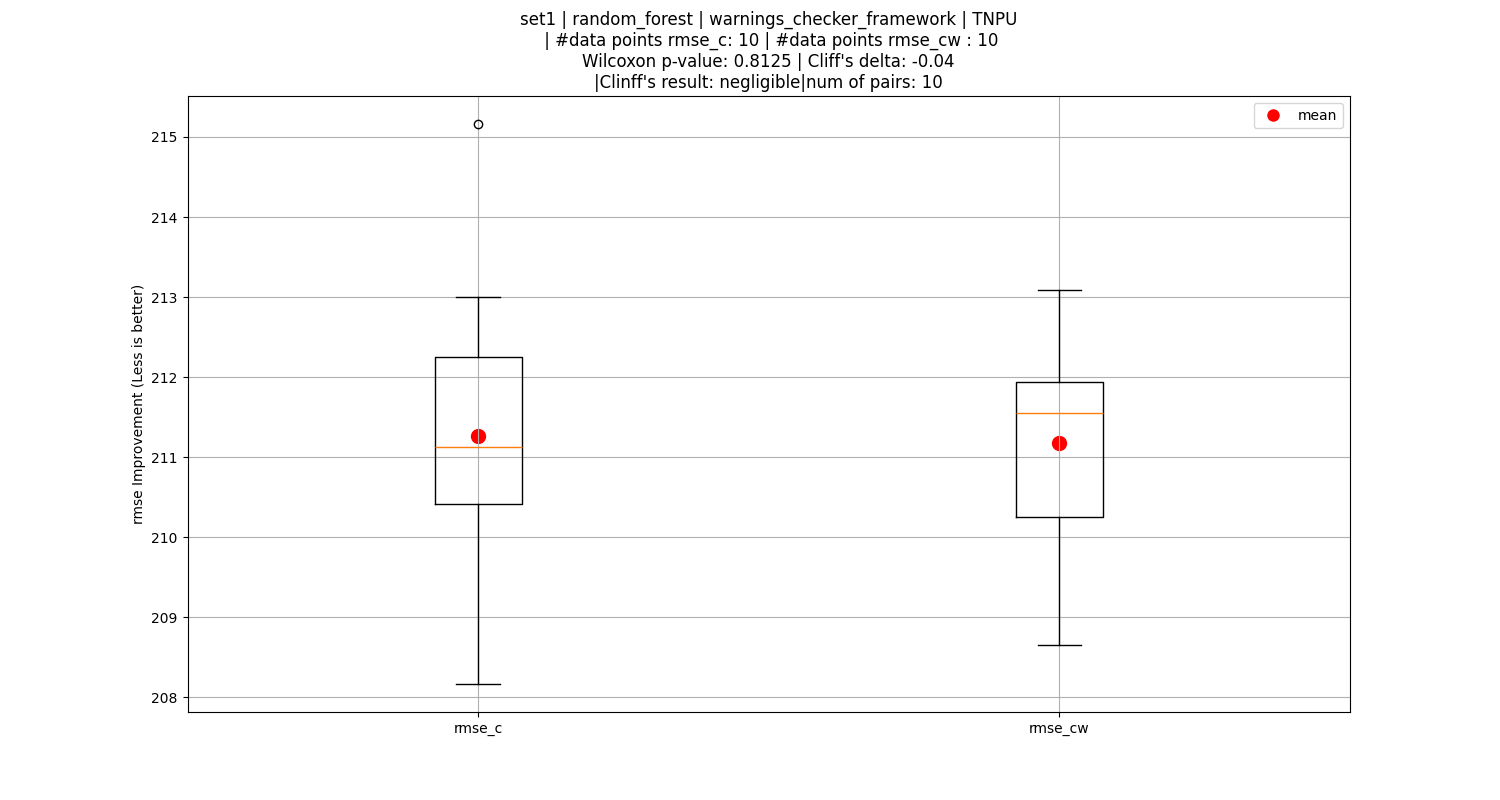 set1 | random_forest | warnings_checker_framework | TNPU
| #data points rmse_c: 10 | #data points rmse_cw : 10
Wilcoxon p-value: 0.8125 | Cliff's delta: -0.04
|Clinff's result: negligible|num of pairs: 10
mean
215
214
213
212
211
210
209
208
rmse Improvement (Less is better)
rmse_c
rmse_cw